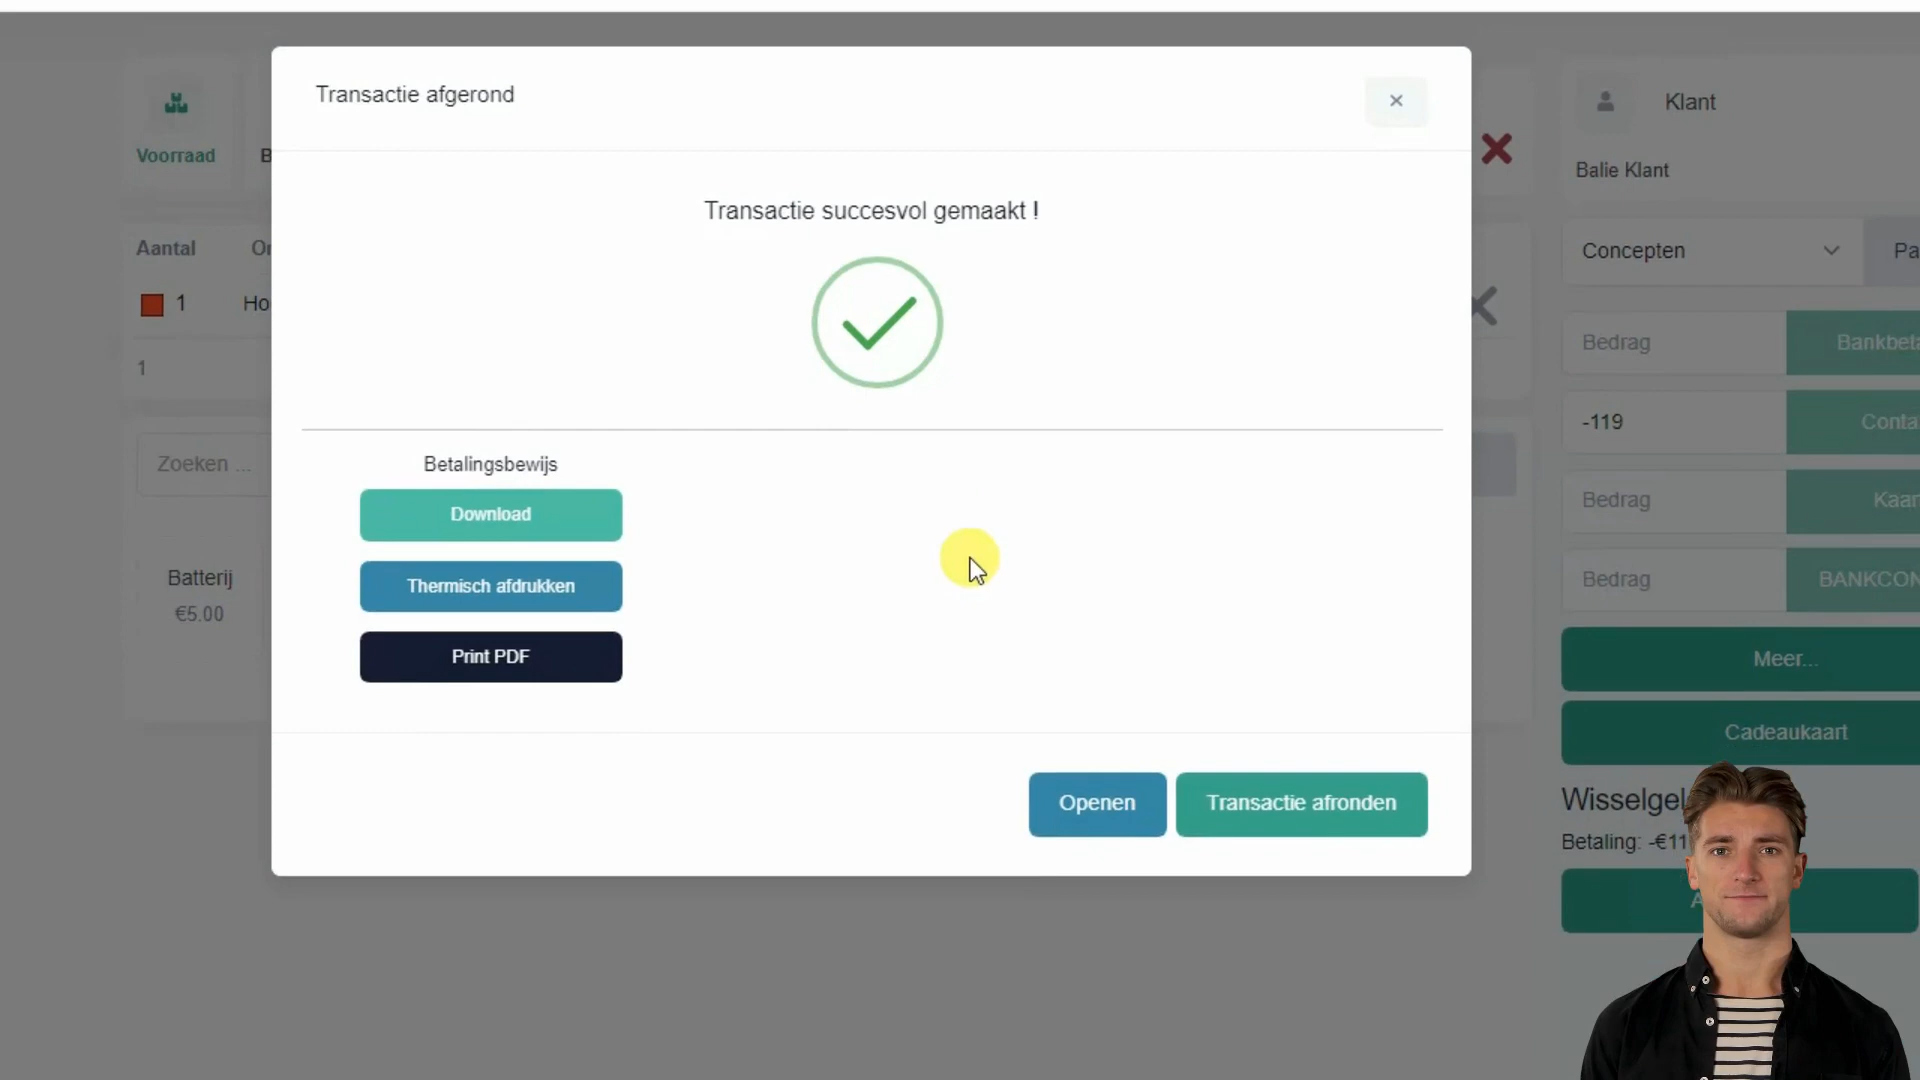 Transactie afgerond
Klant
Voorraad
Balie Klant
Transactie succesvol gemaakt !
Aantal
Concepten
1
Bedrag
1
-119
Zoeken ...
Betalingsbewijs
Download
Bedrag
Batterij
€5.00
Thermisch afdrukken
Bedrag
Print PDF
Meer...
Cadeaukaart
Openen
Transactie afronden
Betaling: